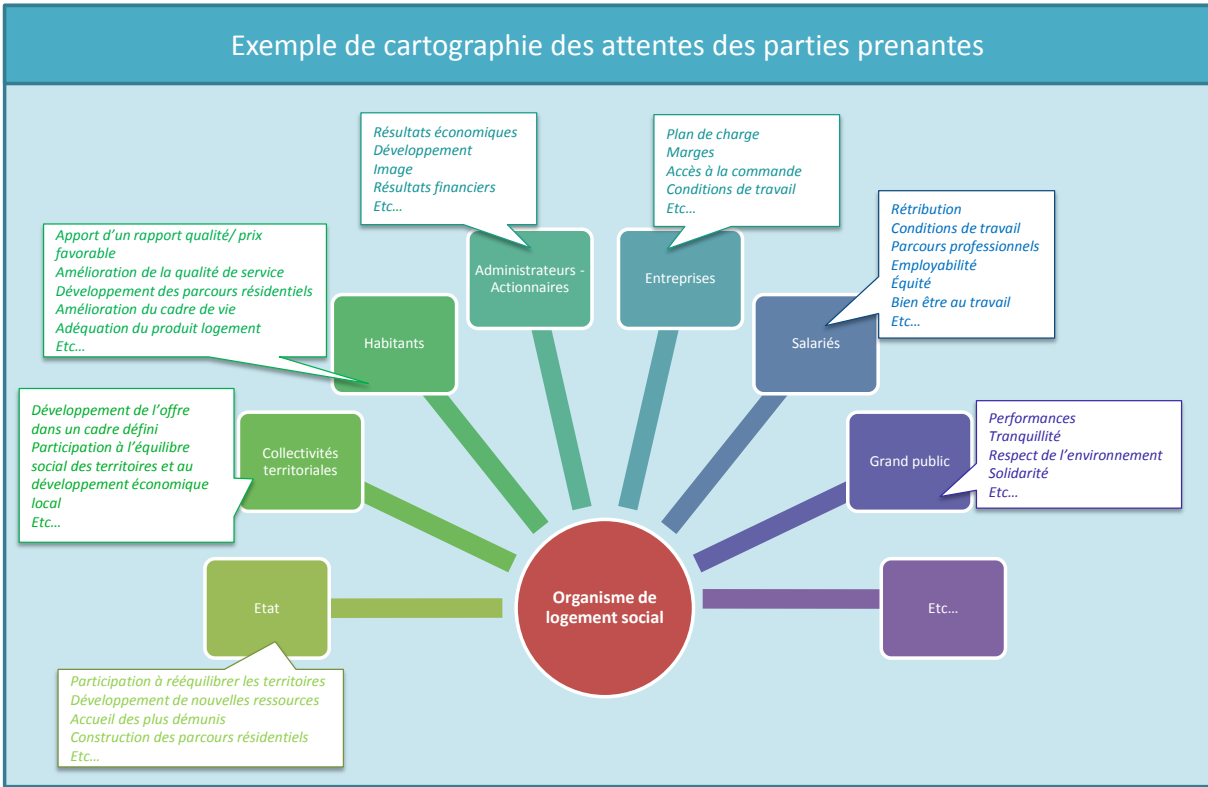 Exemple de cartographie des attentes des parties prenantes
Résultats économiques
Développement
Image
Résultats financiers
Etc…
Plan de charge
Marges
Accès à la commande
Conditions de travail
Etc…
Rétribution
Conditions de travail
Parcours professionnels
Employabilité
Équité
Bien être au travail
Etc…
Apport d’un rapport qualité/ prix
favorable
Amélioration de la qualité de service
Développement des parcours résidentiels
Amélioration du cadre de vie
Adéquation du produit logement
Etc…
Administrateurs -
Actionnaires
Entreprises
Habitants
Salariés
Développement de l’offre
dans un cadre défini
Participation à l’équilibre
social des territoires et au
développement économique
local
Etc…
Collectivités
territoriales
Grand public
Performances
Tranquillité
Respect de l’environnement
Solidarité
Etc…
Etat
Organisme de
logement social
Etc…
Participation à rééquilibrer les territoires
Développement de nouvelles ressources
Accueil des plus démunis
Construction des parcours résidentiels
Etc…